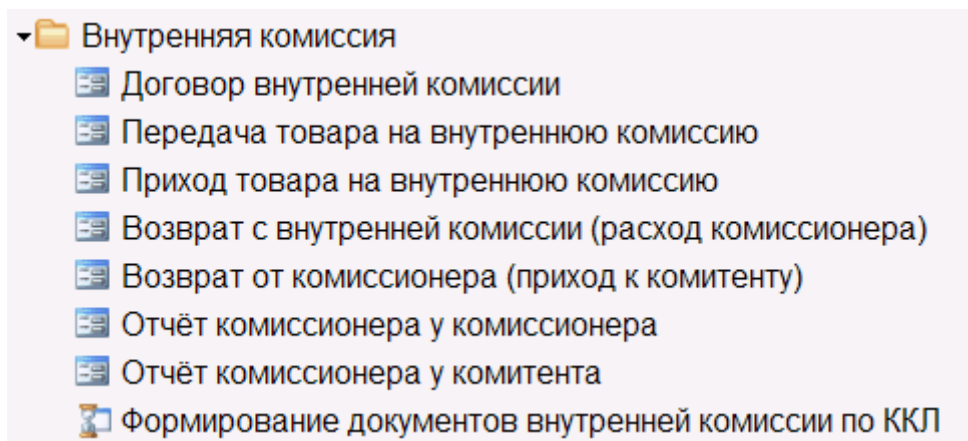 Внутренняя комиссия
Договор внутренней комиссии
Передача товара на внутреннюю комиссию
Приход товара на внутреннюю комиссию
Возврат с внутренней комиссии (расход комиссионера)
Возврат от комиссионера (приход к комитенту)
Отчёт комиссионера у комиссионера
Отчёт комиссионера у комитента
Формирование документов внутренней комиссии по ККЛ